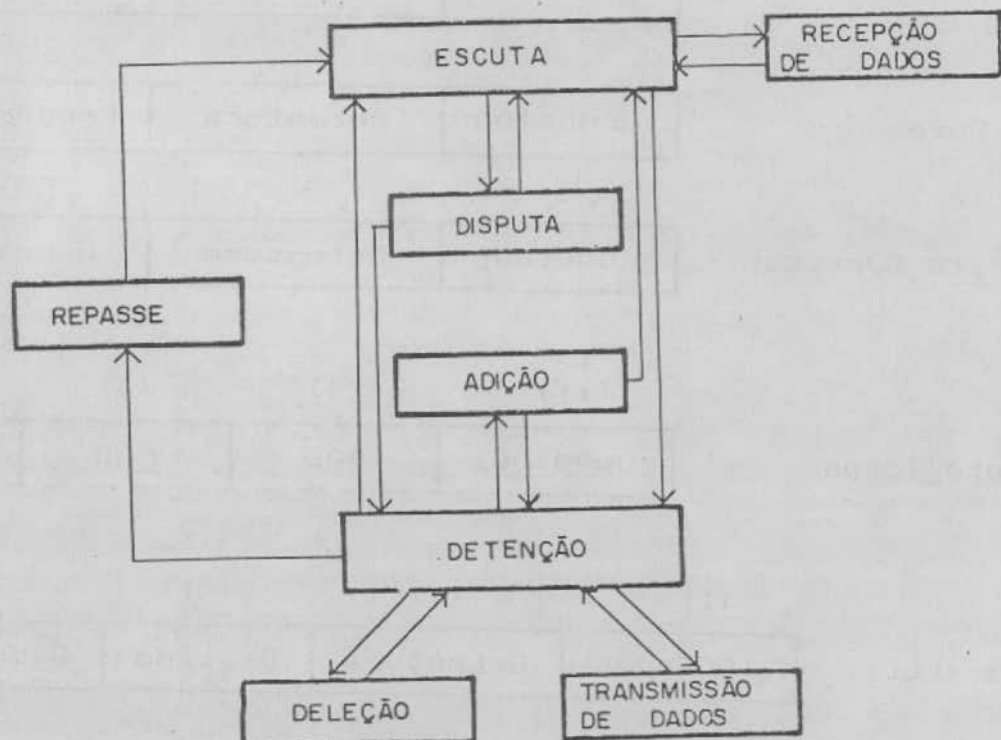 ESCUTA
RECEPÇÃO
DE DADOS
DISPUTA
REPASSE
ADIÇÃO
DETENÇÃO
DELEÇÃO
TRANSMISSÃO
DE DADOS